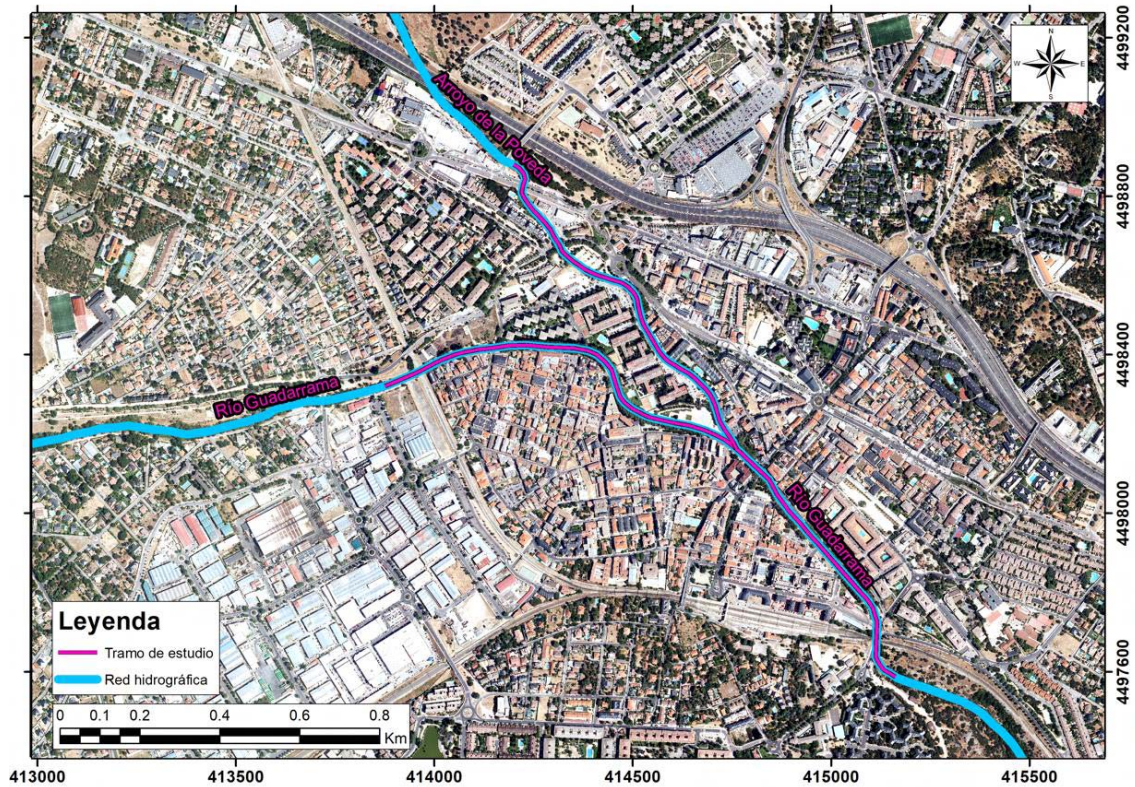 N
W
E
S
4499200
4498800
4498400
4498000
4497600
Arroyo de la Poveda
Río Guadarrama
Río Guadarrama
Leyenda
Tramo de estudio
Red hidrográfica
0 0.1 0.2 0.4 0.6 0.8
Km
413000 413500 414000 414500 415000 415500